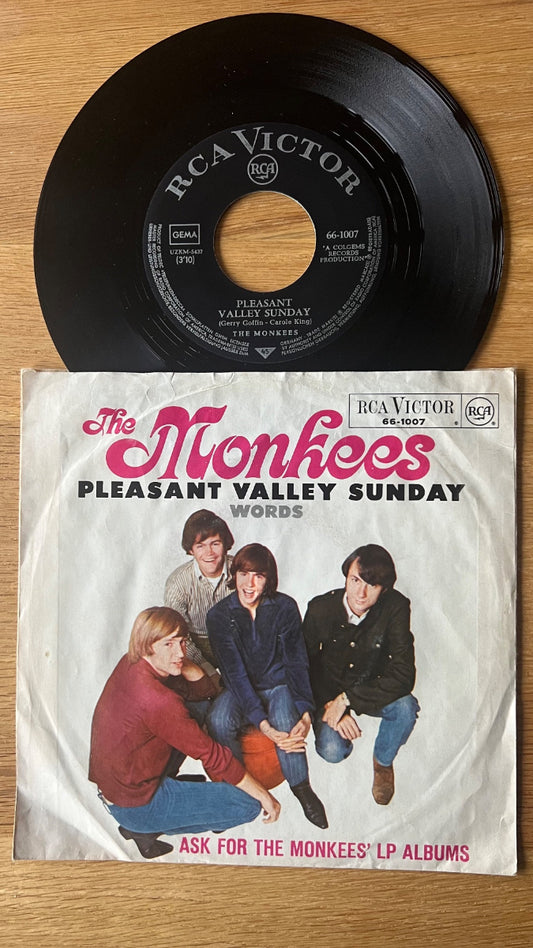 RCA VICTOR
RCA
GEMA
UZKM-5437
(3'10)
66-1007
"A COLGEMS
RECORDS
PRODUCTION"
PLEASANT
VALLEY SUNDAY
(Gerry Goffin - Carole King)
THE MONKEES
45
The Monkees
RCA VICTOR
66-1007
RCA
PLEASANT VALLEY SUNDAY
WORDS
ASK FOR THE MONKEES' LP ALBUMS